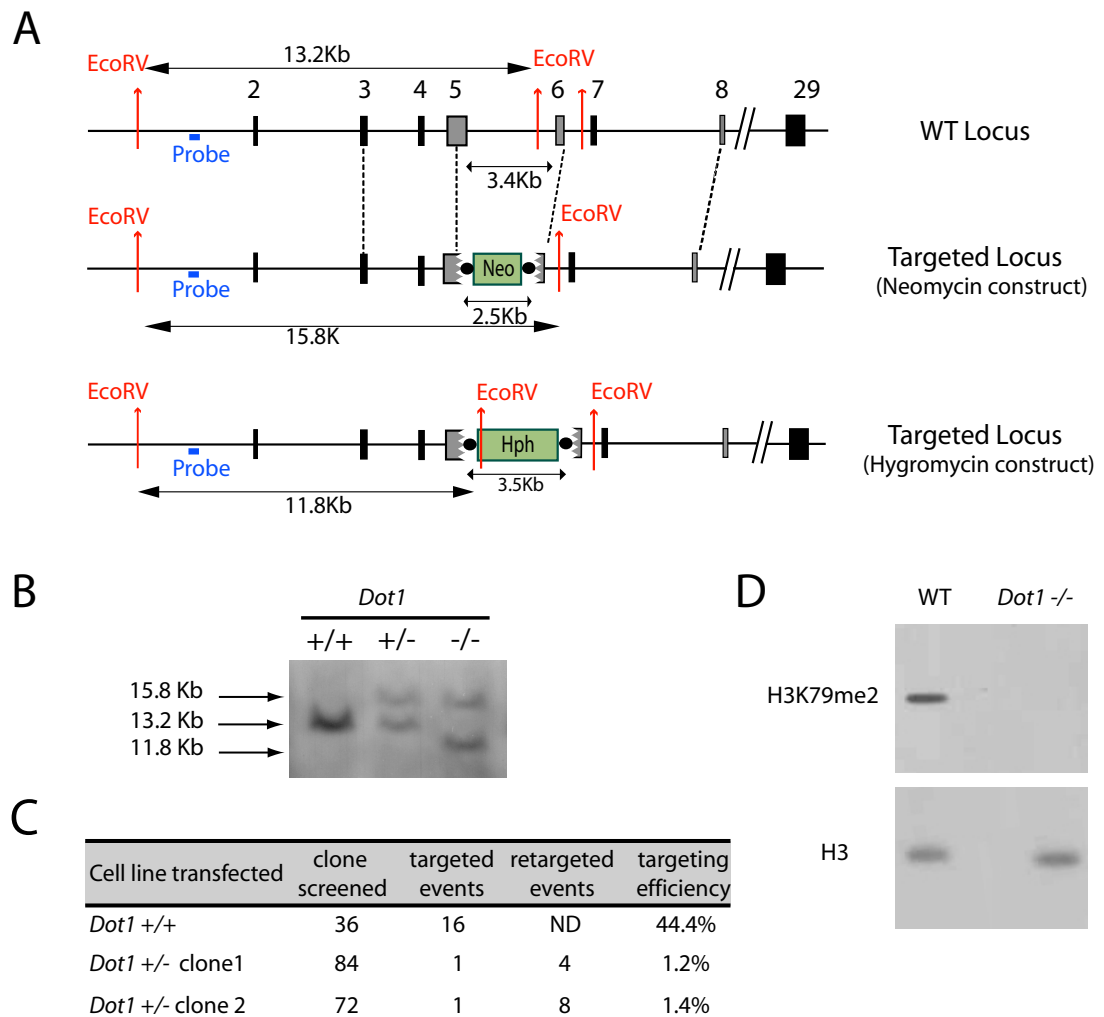 A
13.2Kb
EcoRV
EcoRV
2 3 4 5 6 7 8 29
Probe
3.4Kb
WT Locus
EcoRV
EcoRV
Neo
Probe
2.5Kb
15.8K
Targeted Locus
(Neomycin construct)
EcoRV
EcoRV
EcoRV
Hph
Probe
3.5Kb
11.8Kb
Targeted Locus
(Hygromycin construct)
B
Dot1
+/+ +/- -/-
15.8 Kb
13.2 Kb
11.8 Kb
C
Cell line transfected clone screened targeted events retargeted events targeting efficiency
Dot1 +/+ 36 16 ND 44.4%
Dot1 +/- clone1 84 1 4 1.2%
Dot1 +/- clone 2 72 1 8 1.4%
D
WT Dot1 -/-
H3K79me2
H3